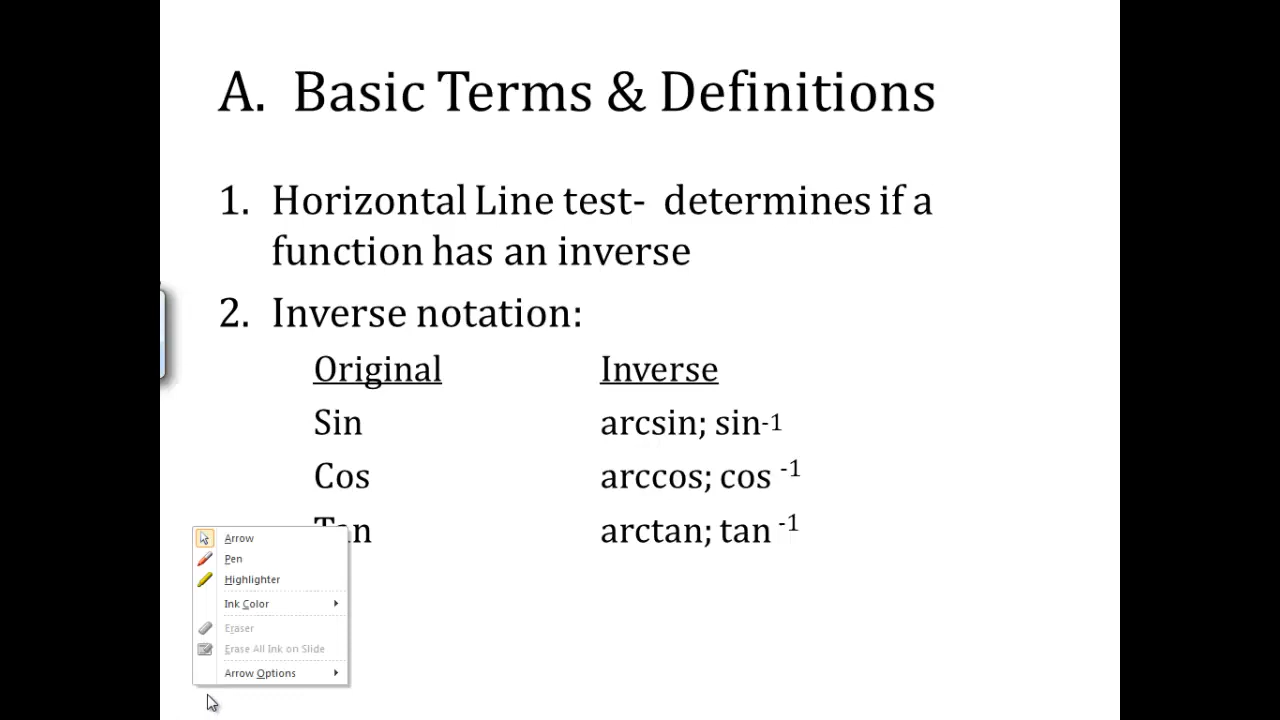 A. Basic Terms & Definitions
1. Horizontal Line test- determines if a
function has an inverse
2. Inverse notation:
Original Inverse
Sin arcsin; sin-1
Cos arccos; cos -1
Tan arctan; tan -1
Arrow
Pen
Highlighter
Ink Color
Eraser
Erase All Ink on Slide
Arrow Options